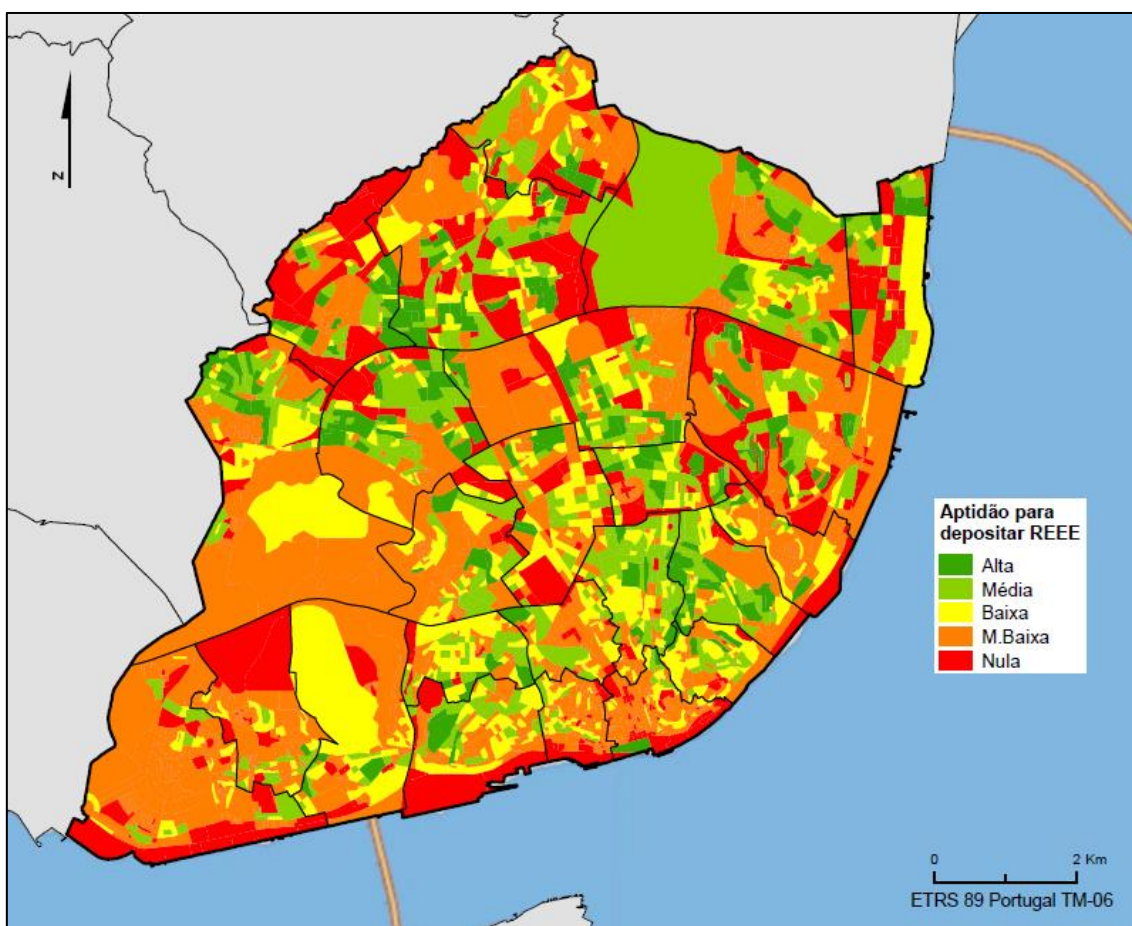 N
Aptidão para
depositar REEE
Alta
Média
Baixa
M.Baixa
Nula
0 2 Km
ETRS 89 Portugal TM-06